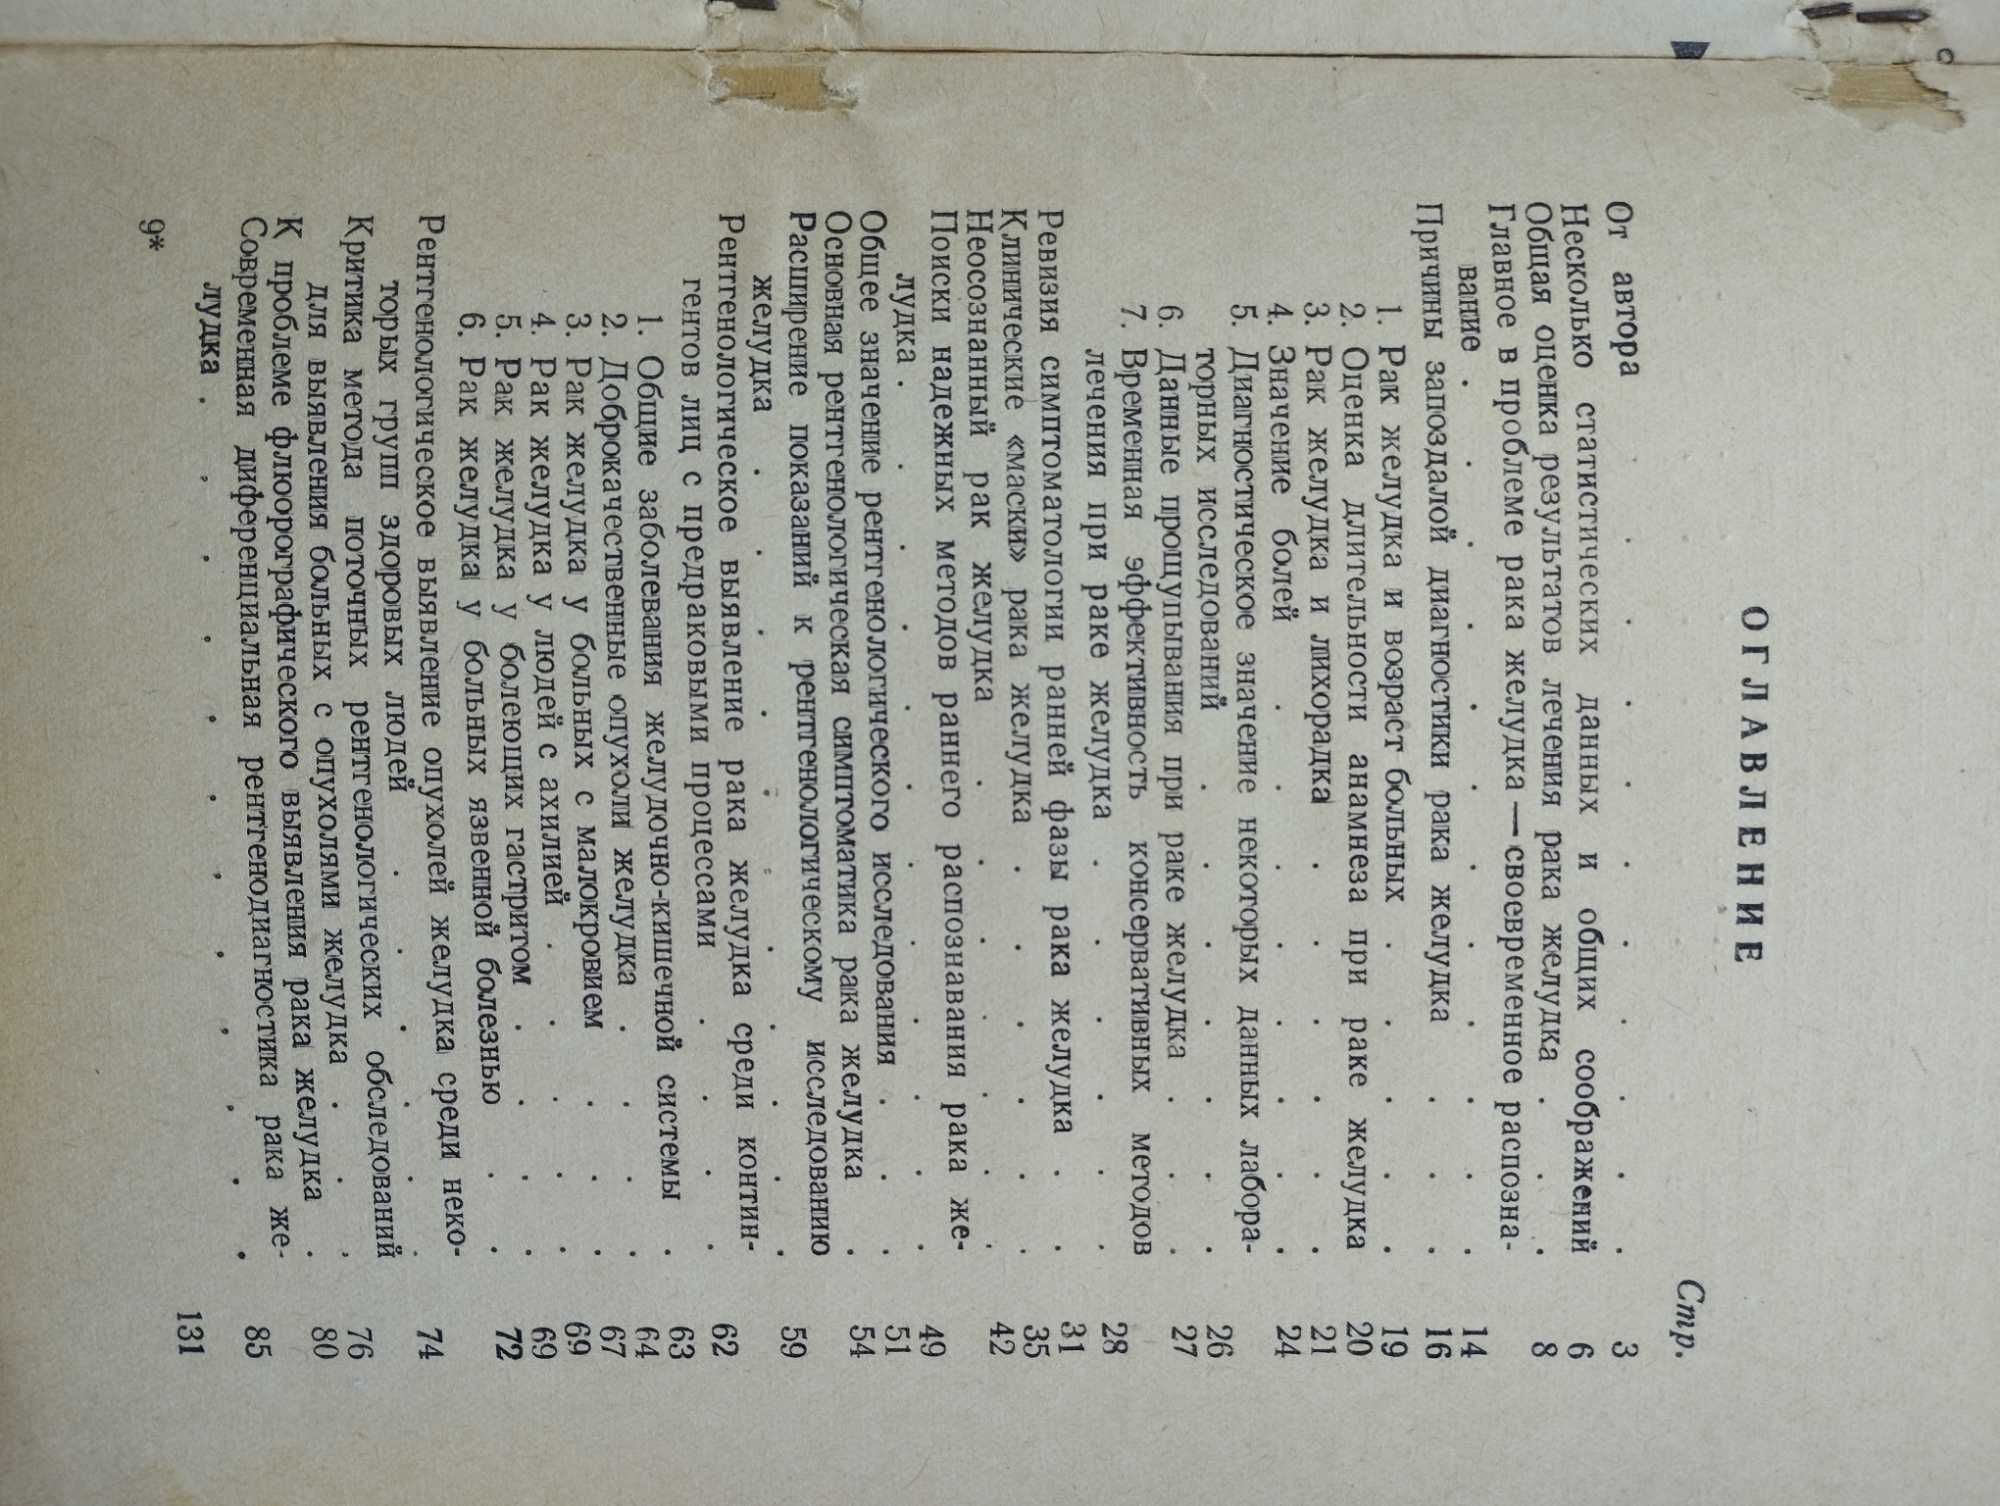 ОГЛАВЛЕНИЕ
Стр.
От автора . . . . . . . . . . . 3
Несколько статистических данных и общих соображений 6
Общая оценка результатов лечения рака желудка . . . 8
Главное в проблеме рака желудка — своевременное распозна-
вание . . . . . . . . . . . . 14
Причины запоздалой диагностики рака желудка . . . . 16
1. Рак желудка и возраст больных . . . . . 19
2. Оценка длительности анамнеза при раке желудка 20
3. Рак желудка и лихорадка . . . . . . 21
4. Значение болей . . . . . . . . 24
5. Диагностическое значение некоторых данных лабора-
торных исследований . . . . . . . 26
6. Данные прощупывания при раке желудка . . . 27
7. Временная эффективность консервативных методов
лечения при раке желудка . . . . . . 28
Ревизия симптоматологии ранней фазы рака желудка . . 31
Клинические «маски» рака желудка . . . . . . 35
Неосознанный рак желудка . . . . . . . 42
Поиски надежных методов раннего распознавания рака же-
лудка . . . . . . . . . . . . 49
Общее значение рентгенологического исследования . . . 51
Основная рентгенологическая симптоматика рака желудка . . 54
Расширение показаний к рентгенологическому исследованию
желудка . . . . . . . . . . . 59
Рентгенологическое выявление рака желудка среди контин-
гентов лиц с предраковыми процессами . . . . 62
1. Общие заболевания желудочно-кишечной системы . 63
2. Доброкачественные опухоли желудка . . . . 64
3. Рак желудка у больных с малокровием . . . 67
4. Рак желудка у людей с ахилией . . . . . 69
5. Рак желудка у болеющих гастритом . . . . 69
6. Рак желудка у больных язвенной болезнью . . 72
Рентгенологическое выявление опухолей желудка среди неко-
торых групп здоровых людей . . . . . . 74
Критика метода поточных рентгенологических обследований
для выявления больных с опухолями желудка . . . 76
К проблеме флюорографического выявления рака желудка . 80
Современная диференциальная рентгенодиагностика рака же-
лудка . . . . . . . . . . . . 85
9*
131